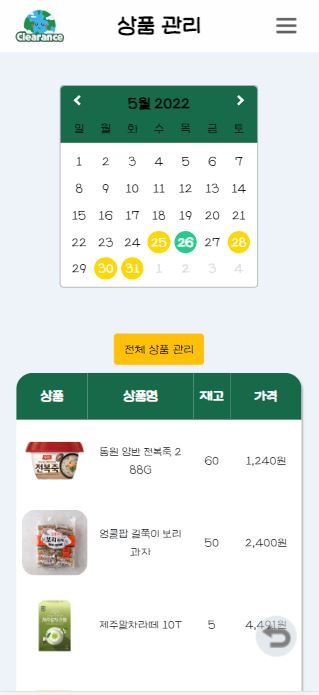 Clearance
상품 관리
5월 2022
일 월 화 수 목 금 토
1 2 3 4 5 6 7
8 9 10 11 12 13 14
15 16 17 18 19 20 21
22 23 24 25 26 27 28
29 30 31 1 2 3 4
전체 상품 관리
상품 상품명 재고 가격
전복죽
동원 양반 전복죽 2
88G
60
1,240원
보리
엉클팝 길쭉이 보리
과자
50
2,400원
제주말차라떼
제주말차라떼 10T
5
4,491원